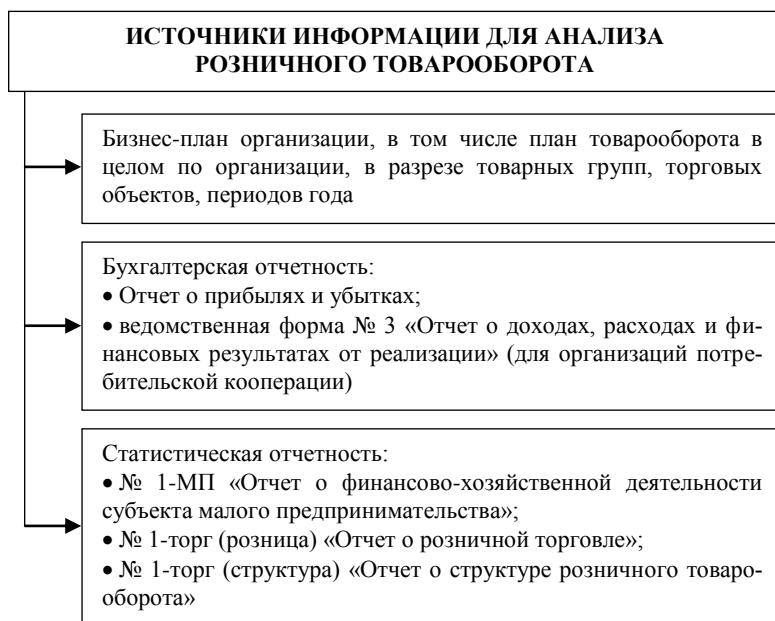 ИСТОЧНИКИ ИНФОРМАЦИИ ДЛЯ АНАЛИЗА
РОЗНИЧНОГО ТОВАРООБОРОТА
Бизнес-план организации, в том числе план товарооборота в
целом по организации, в разрезе товарных групп, торговых
объектов, периодов года
Бухгалтерская отчетность:
• Отчет о прибылях и убытках;
• ведомственная форма № 3 «Отчет о доходах, расходах и фи-
нансовых результатах от реализации» (для организаций потре-
бительской кооперации)
Статистическая отчетность:
• № 1-МП «Отчет о финансово-хозяйственной деятельности
субъекта малого предпринимательства»;
• № 1-торг (розница) «Отчет о розничной торговле»;
• № 1-торг (структура) «Отчет о структуре розничного товаро-
оборота»